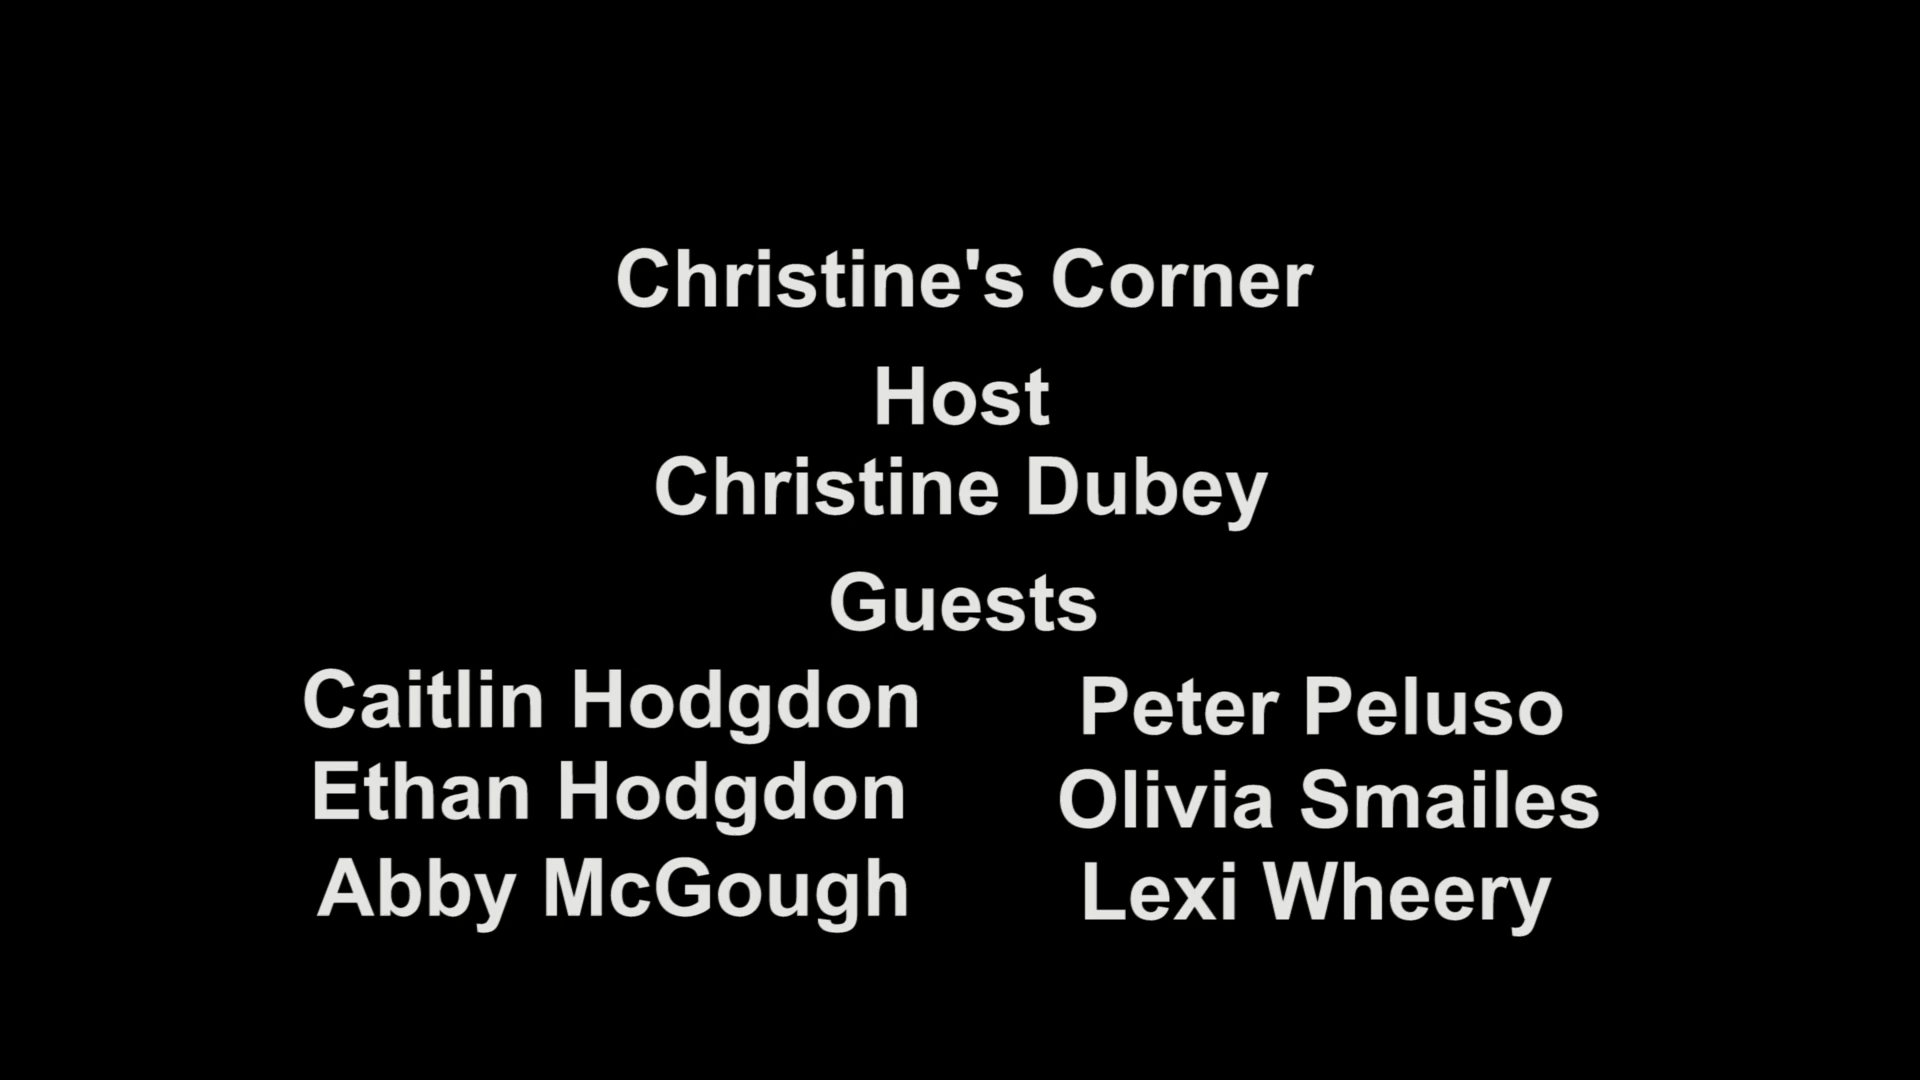 Christine's Corner
Host
Christine Dubey
Guests
Caitlin Hodgdon
Ethan Hodgdon
Abby McGough
Peter Peluso
Olivia Smailes
Lexi Wheery